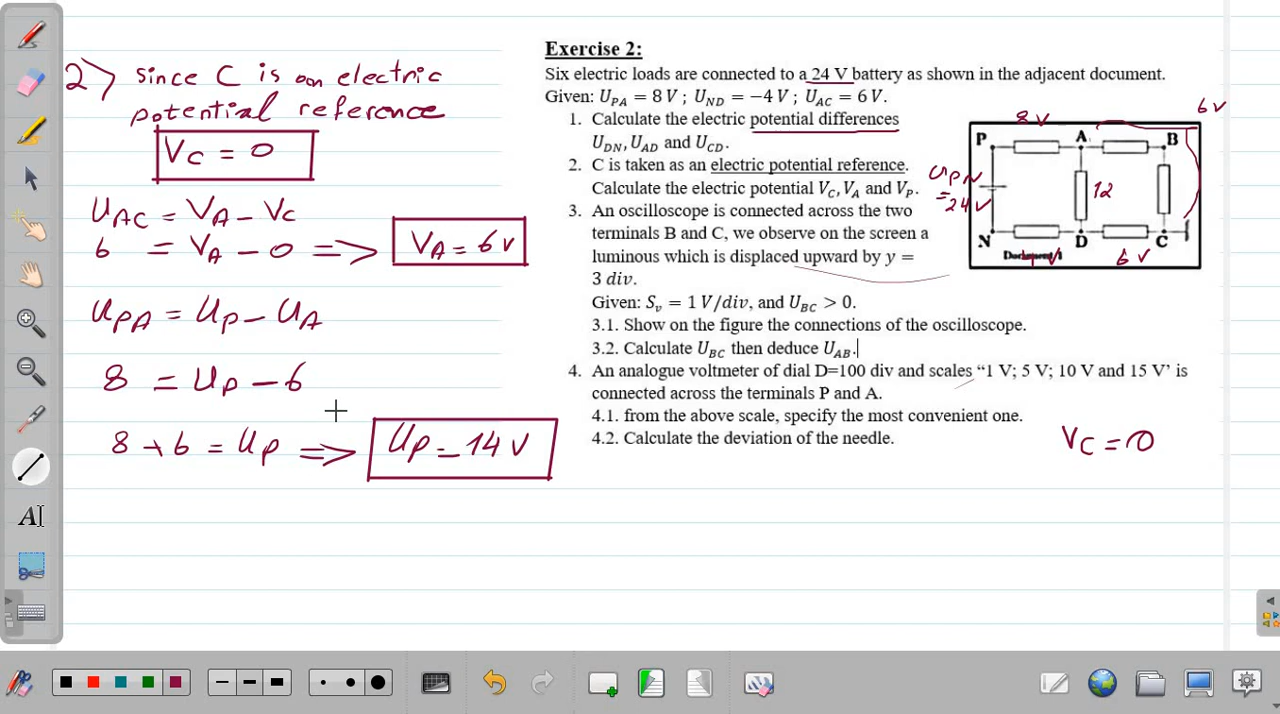 2) Since C is an electric
potential reference
VC = 0
UAC = VA - VC
6 = VA - 0 => VA = 6 V
UPA = UP - UA
8 = UP - 6
8 + 6 = UP => UP = 14 V
Exercise 2:
Six electric loads are connected to a 24 V battery as shown in the adjacent document.
Given: UPA = 8 V ; UND = −4 V ; UAC = 6 V.
1. Calculate the electric potential differences
UDN, UAD and UCD.
2. C is taken as an electric potential reference.
Calculate the electric potential VC, VA and VP.
3. An oscilloscope is connected across the two
terminals B and C, we observe on the screen a
luminous which is displaced upward by y =
3 div.
Given: Sv = 1 V/div, and UBC > 0.
3.1. Show on the figure the connections of the oscilloscope.
3.2. Calculate UBC then deduce UAB.
4. An analogue voltmeter of dial D=100 div and scales “1 V; 5 V; 10 V and 15 V’ is
connected across the terminals P and A.
4.1. from the above scale, specify the most convenient one.
4.2. Calculate the deviation of the needle.
6 V
8 V
P A B
UPN
= 24 V
12
N D C
6 V
VC = 0
AI